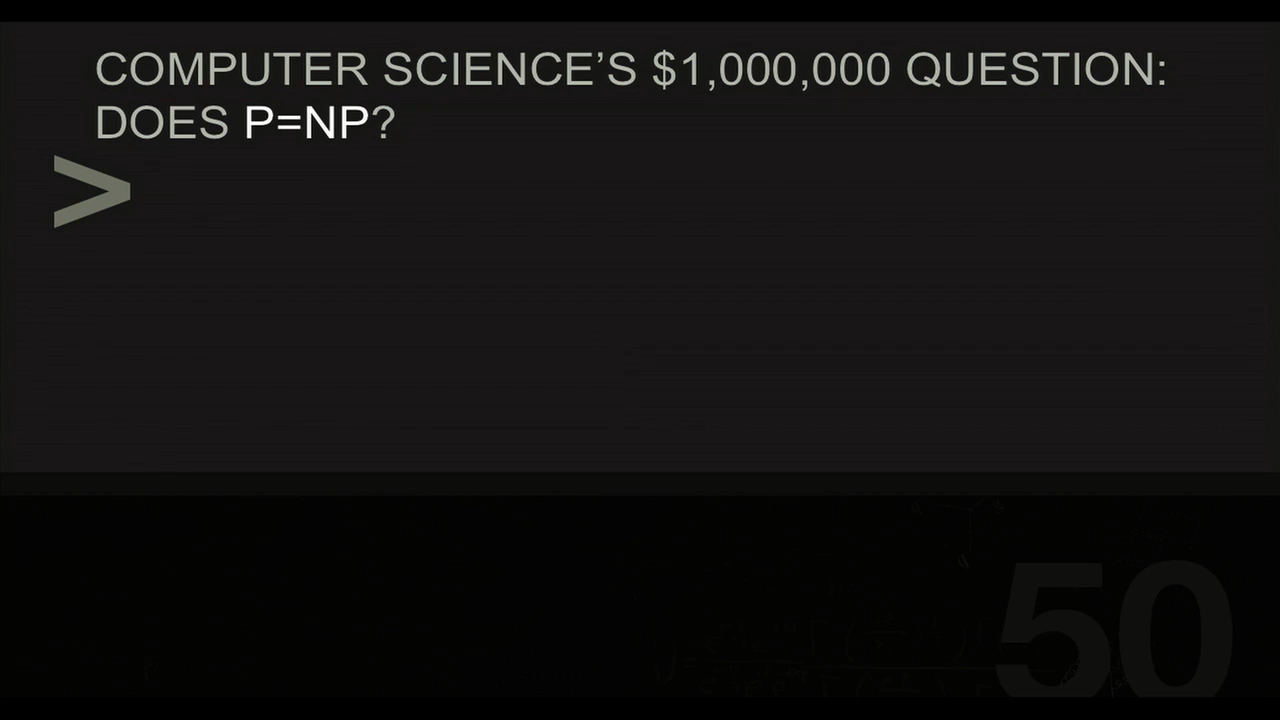 COMPUTER SCIENCE’S $1,000,000 QUESTION:
DOES P=NP?
>
50